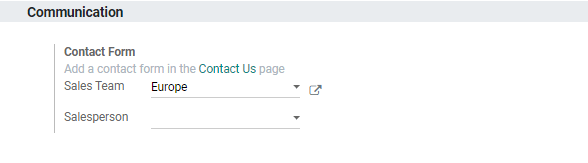 Communication
Contact Form
Add a contact form in the Contact Us page
Sales Team Europe
Salesperson